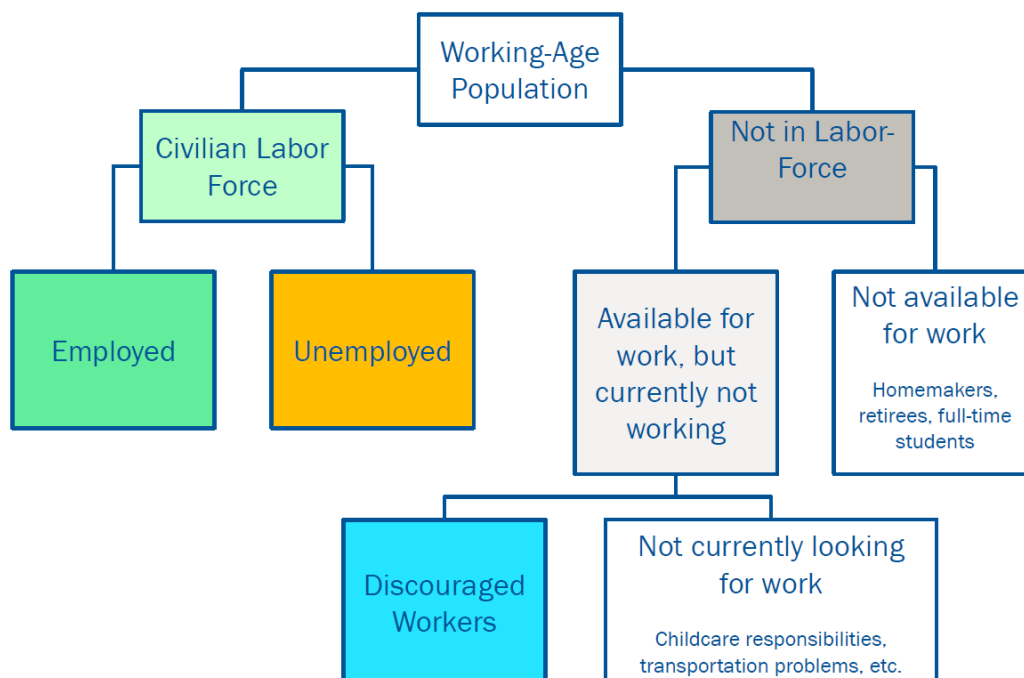 Working-Age
Population
Civilian Labor
Force
Not in Labor-
Force
Employed
Unemployed
Available for
work, but
currently not
working
Not available
for work
Homemakers,
retirees, full-time
students
Discouraged
Workers
Not currently looking
for work
Childcare responsibilities,
transportation problems, etc.